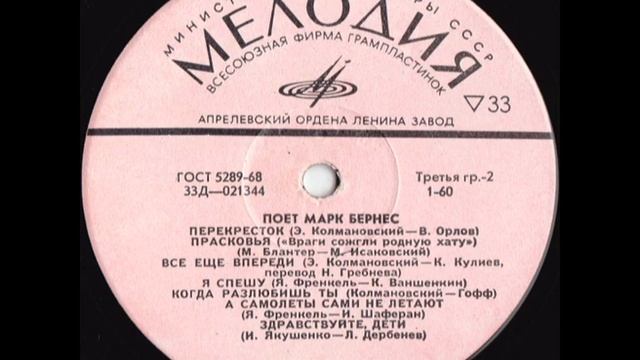 МИНИСТ РЫ СССР
МЕЛОДИЯ
ВСЕСОЮЗНАЯ ФИРМА ГРАМПЛАСТИНОК
33
АПРЕЛЕВСКИЙ ОРДЕНА ЛЕНИНА ЗАВОД
ГОСТ 5289-68 Третья гр.-2
33Д—021344 1-60
ПОЕТ МАРК БЕРНЕС
ПЕРЕКРЕСТОК (Э. Колмановский—В. Орлов)
ПРАСКОВЬЯ («Враги сожгли родную хату»)
(М. Блантер—М. Исаковский)
ВСЕ ЕЩЕ ВПЕРЕДИ (Э. Колмановский—К. Кулиев,
перевод Н. Гребнева)
Я СПЕШУ (Я. Френкель—К. Ваншенкин)
КОГДА РАЗЛЮБИШЬ ТЫ (Колмановский—Гофф)
А САМОЛЕТЫ САМИ НЕ ЛЕТАЮТ
(Я. Френкель—И. Шаферан)
ЗДРАВСТВУЙТЕ, ДЕТИ
(И. Якушенко—Л. Дербенев)